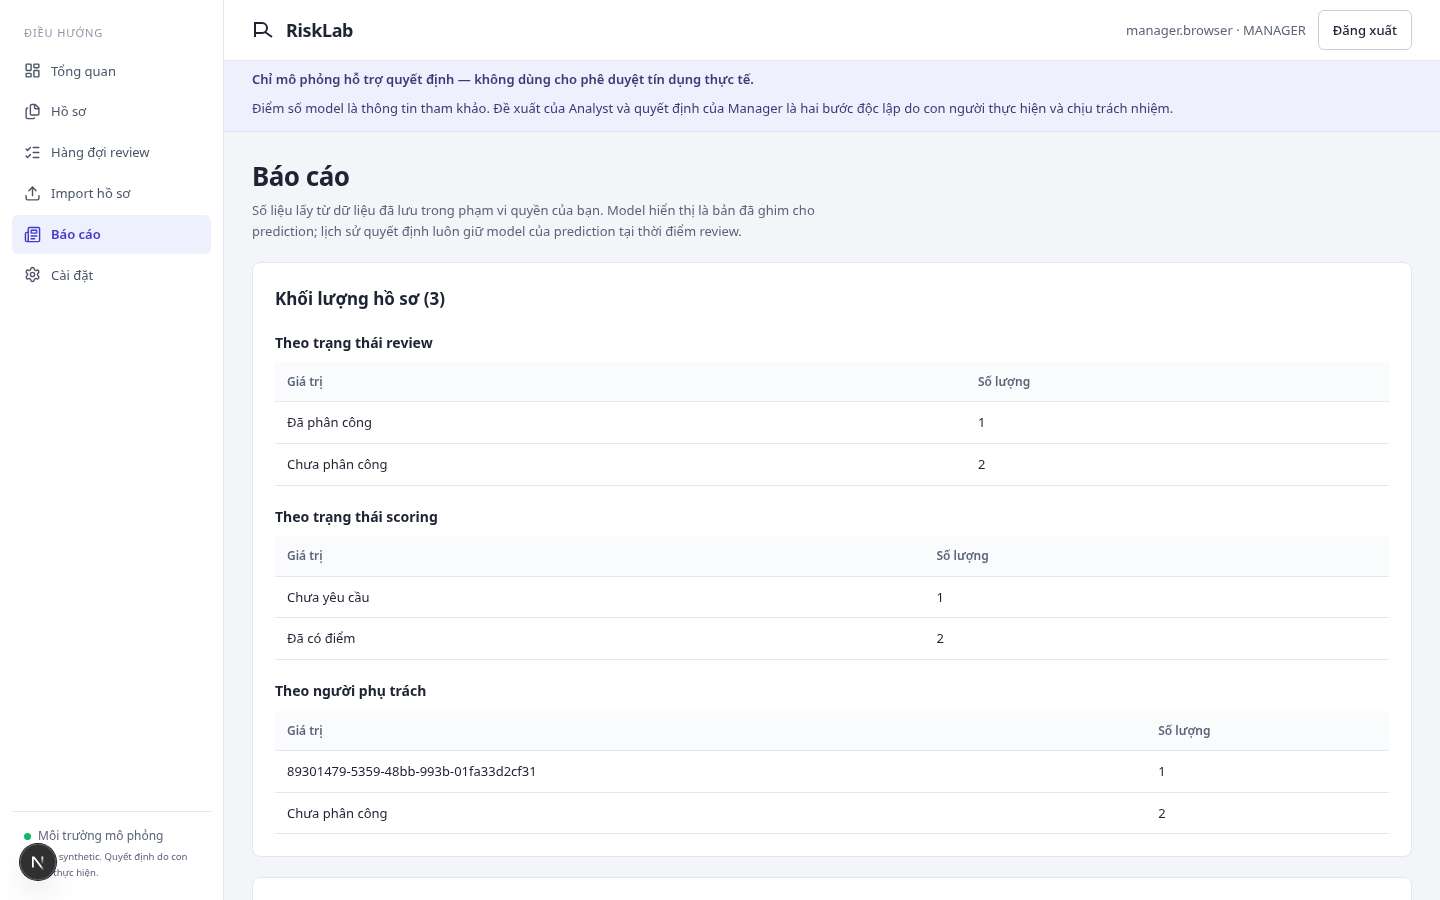 ĐIỀU HƯỚNG
Tổng quan
Hồ sơ
Hàng đợi review
Import hồ sơ
Báo cáo
Cài đặt
Môi trường mô phỏng
synthetic. Quyết định do con
thực hiện.
RiskLab
manager.browser · MANAGER
Đăng xuất
Chỉ mô phỏng hỗ trợ quyết định — không dùng cho phê duyệt tín dụng thực tế.
Điểm số model là thông tin tham khảo. Đề xuất của Analyst và quyết định của Manager là hai bước độc lập do con người thực hiện và chịu trách nhiệm.
Báo cáo
Số liệu lấy từ dữ liệu đã lưu trong phạm vi quyền của bạn. Model hiển thị là bản đã ghim cho
prediction; lịch sử quyết định luôn giữ model của prediction tại thời điểm review.
Khối lượng hồ sơ (3)
Theo trạng thái review
Giá trị Số lượng
Đã phân công 1
Chưa phân công 2
Theo trạng thái scoring
Giá trị Số lượng
Chưa yêu cầu 1
Đã có điểm 2
Theo người phụ trách
Giá trị Số lượng
89301479-5359-48bb-993b-01fa33d2cf31 1
Chưa phân công 2